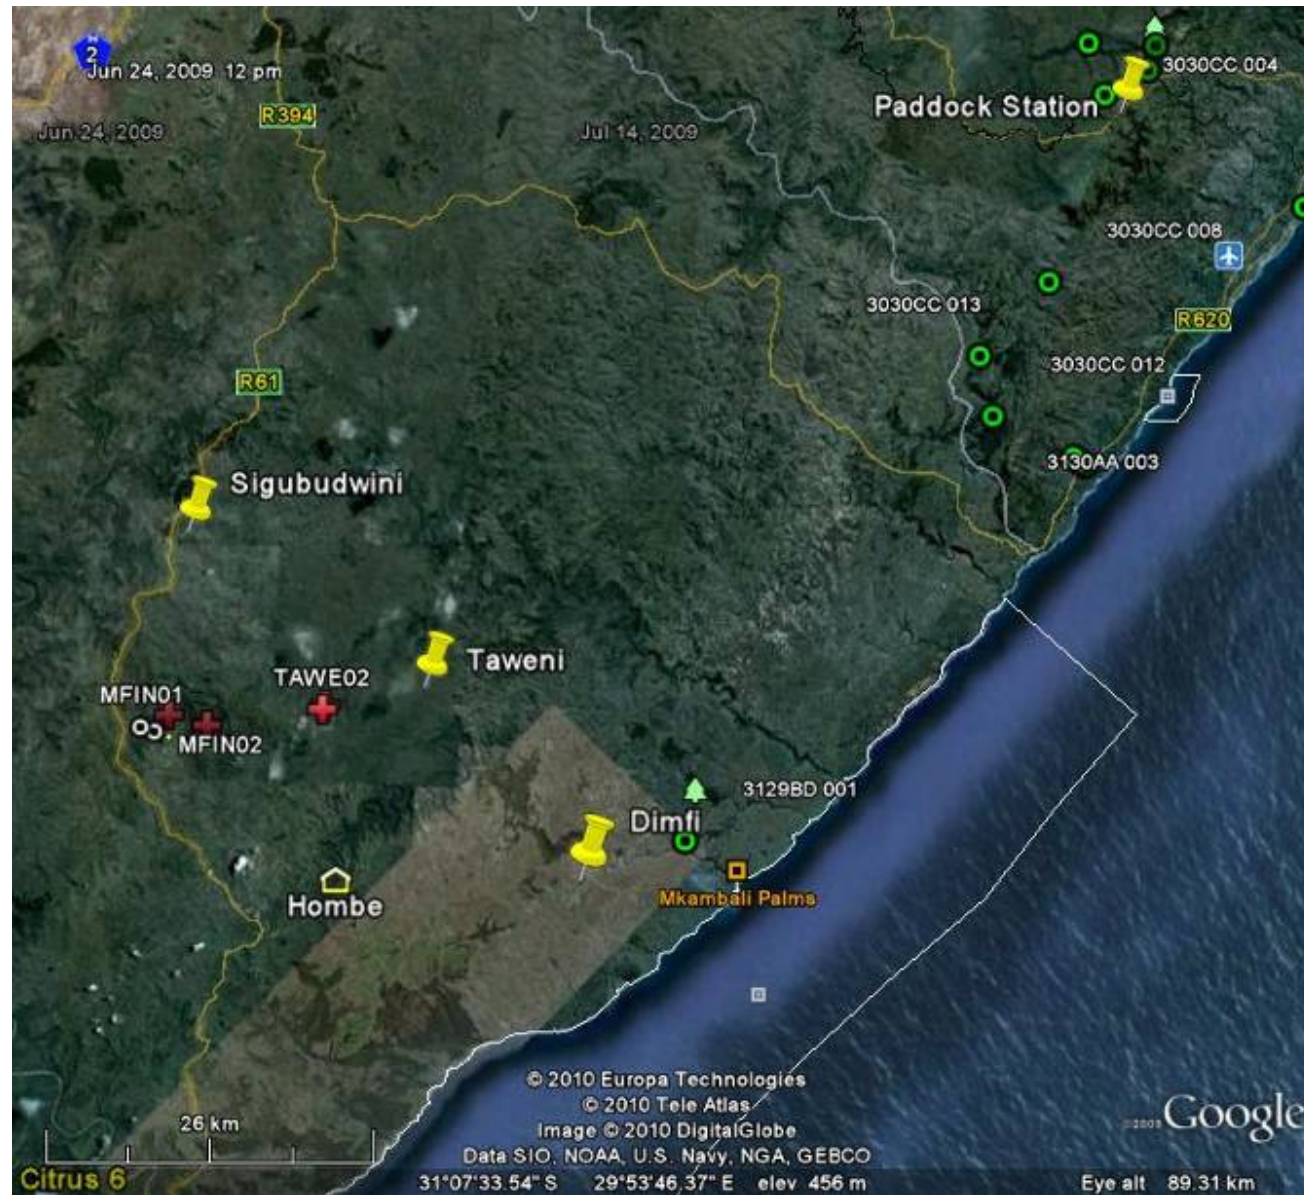 2
Jun 24, 2009 12 pm
3030CC 004
Paddock Station
R394
Jun 24, 2009
Jul 14, 2009
3030CC 008
3030CC 013
R620
3030CC 012
R61
3130AA 003
Sigubudwini
Taweni
TAWE02
MFIN01
MFIN02
3129BD 001
Dimfi
Mkambali Palms
Hombe
© 2010 Europa Technologies
© 2010 Tele Atlas
Image © 2010 DigitalGlobe
Data SIO, NOAA, U.S. Navy, NGA, GEBCO
©2009 Google
26 km
Citrus 6
31°07'33.54" S 29°53'46.37" E elev 456 m
Eye alt 89.31 km